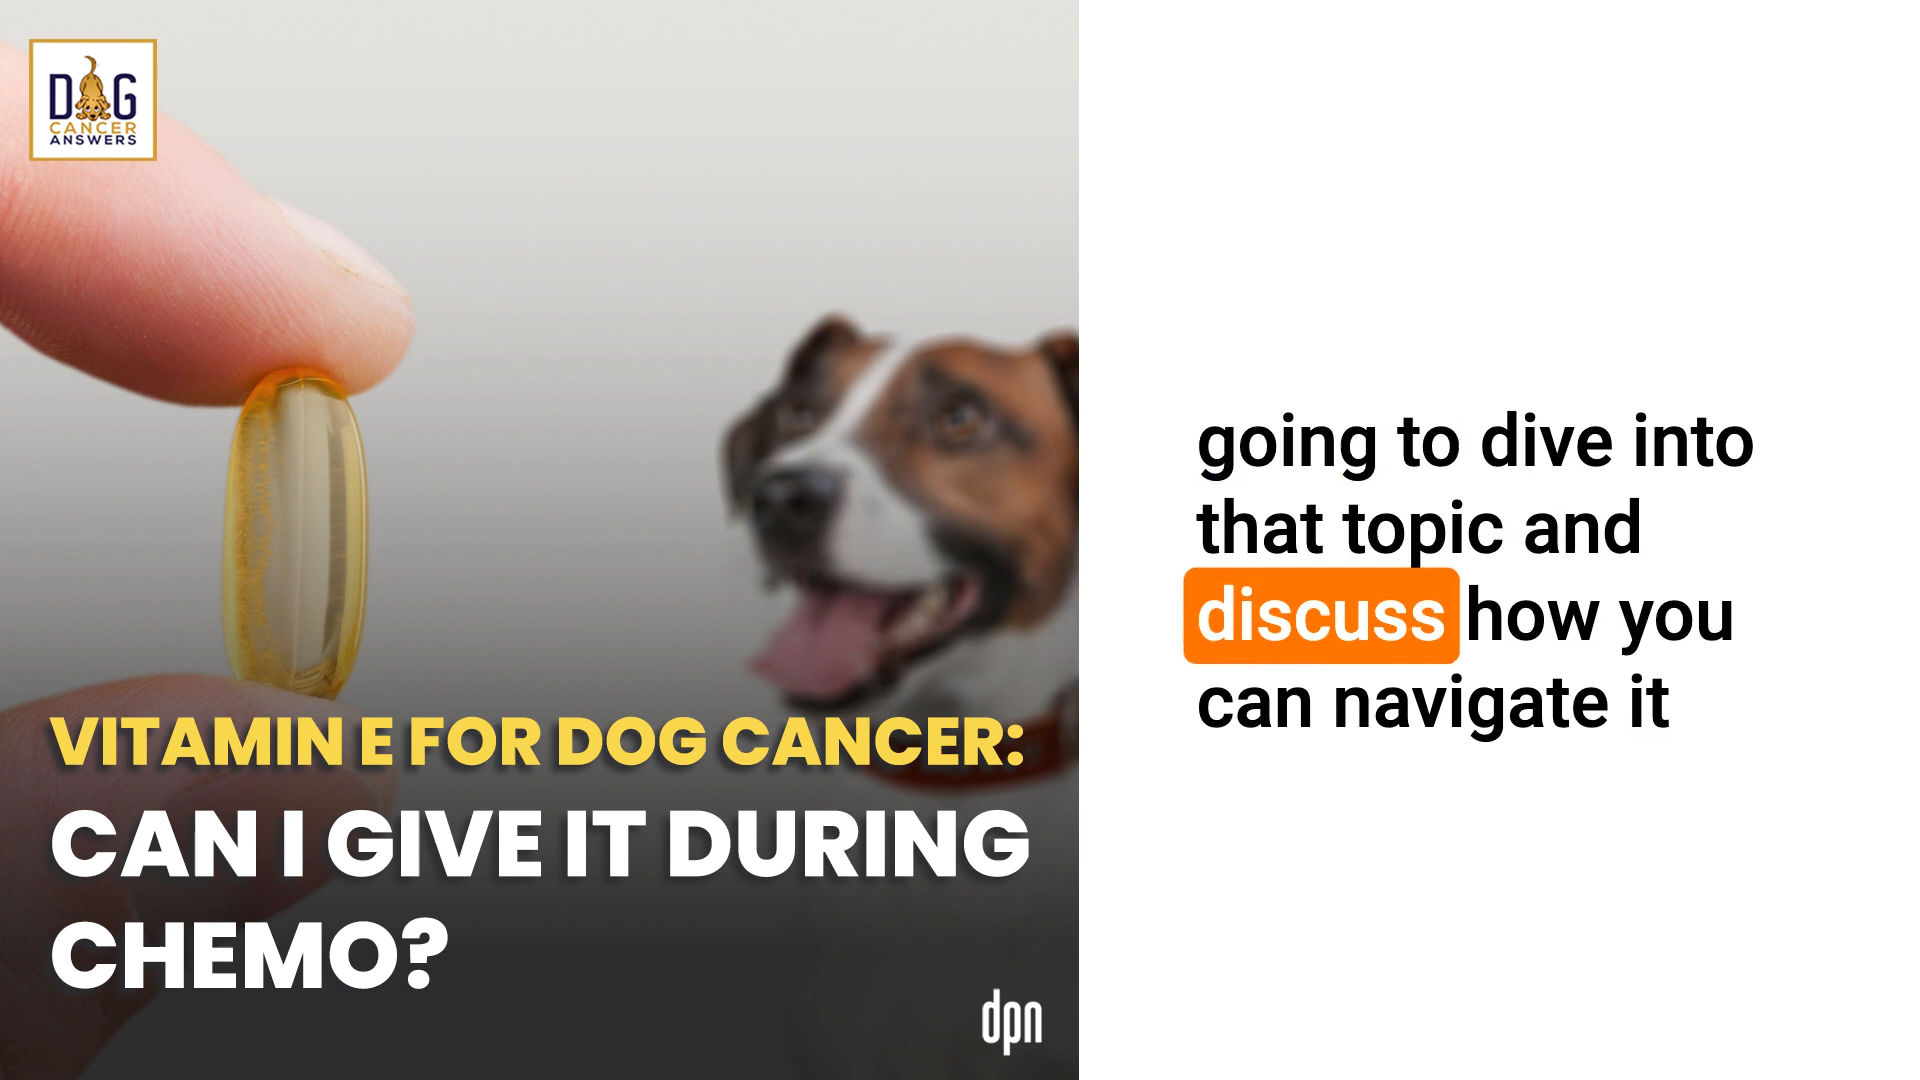 DOG
CANCER
ANSWERS
VITAMIN E FOR DOG CANCER:
CAN I GIVE IT DURING
CHEMO?
dpn
going to dive into
that topic and
discuss how you
can navigate it